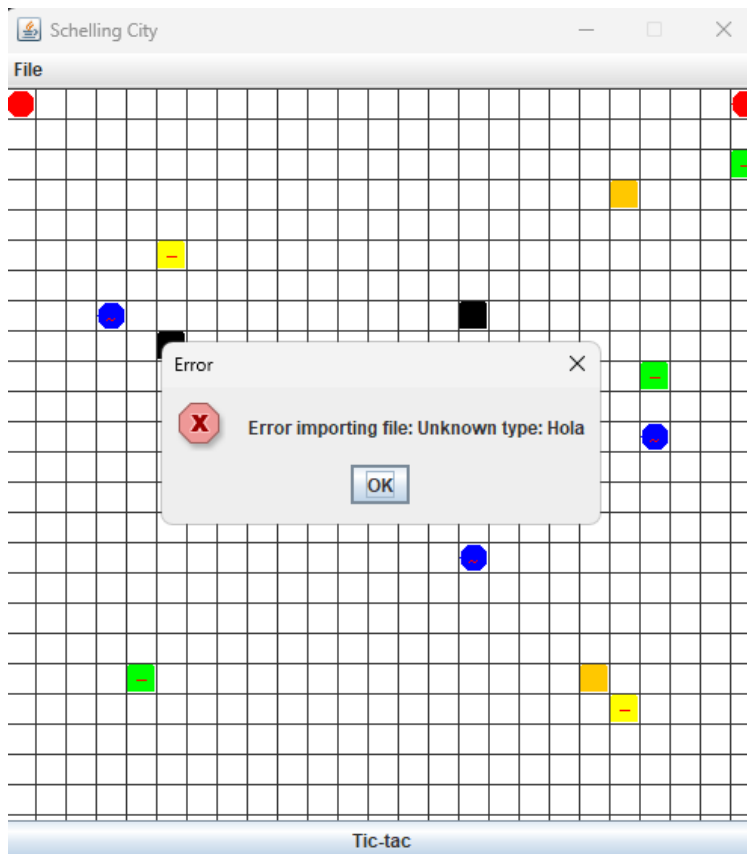 Schelling City
File
Error
Error importing file: Unknown type: Hola
OK
Tic-tac